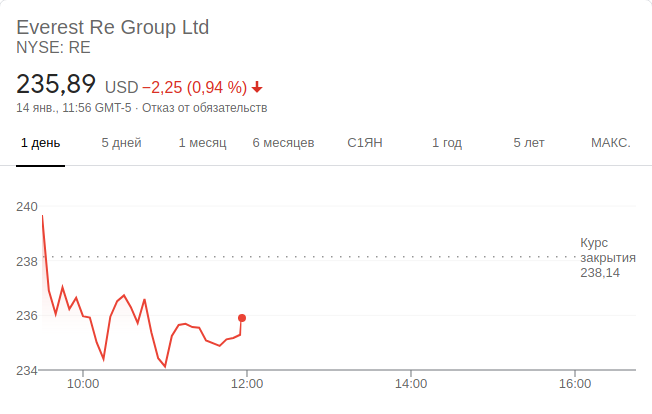 Everest Re Group Ltd
NYSE: RE
235,89 USD −2,25 (0,94 %)
14 янв., 11:56 GMT-5 · Отказ от обязательств
1 день 5 дней 1 месяц 6 месяцев С1ЯН 1 год 5 лет МАКС.
240
238
236
234
Курс
закрытия
238,14
10:00 12:00 14:00 16:00